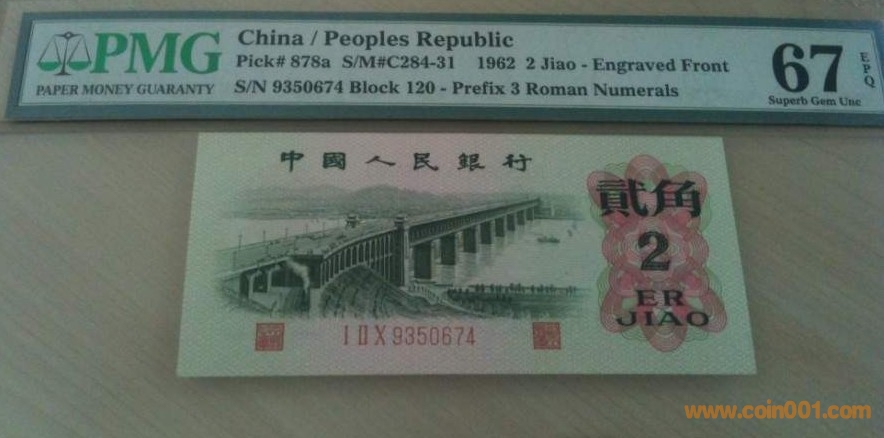 PMG
PAPER MONEY GUARANTY
China / Peoples Republic
Pick# 878a S/M#C284-31 1962 2 Jiao - Engraved Front
S/N 9350674 Block 120 - Prefix 3 Roman Numerals
67
EPQ
Superb Gem Unc
中國人民銀行
貳角
2
ER
JIAO
I II X 9350674
www.coin001.com